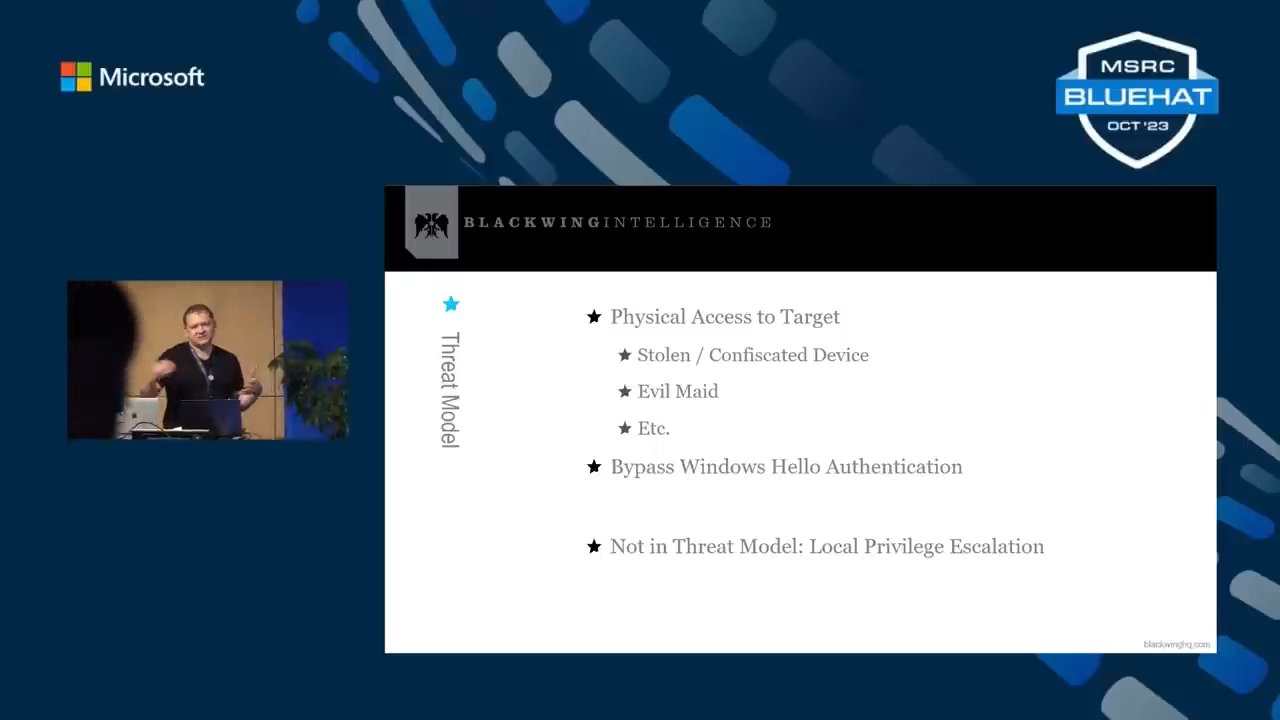 Microsoft
MSRC
BLUEHAT
OCT '23
BLACKWINGINTELLIGENCE
Threat Model
Physical Access to Target
Stolen / Confiscated Device
Evil Maid
Etc.
Bypass Windows Hello Authentication
Not in Threat Model: Local Privilege Escalation
blackwinghq.com